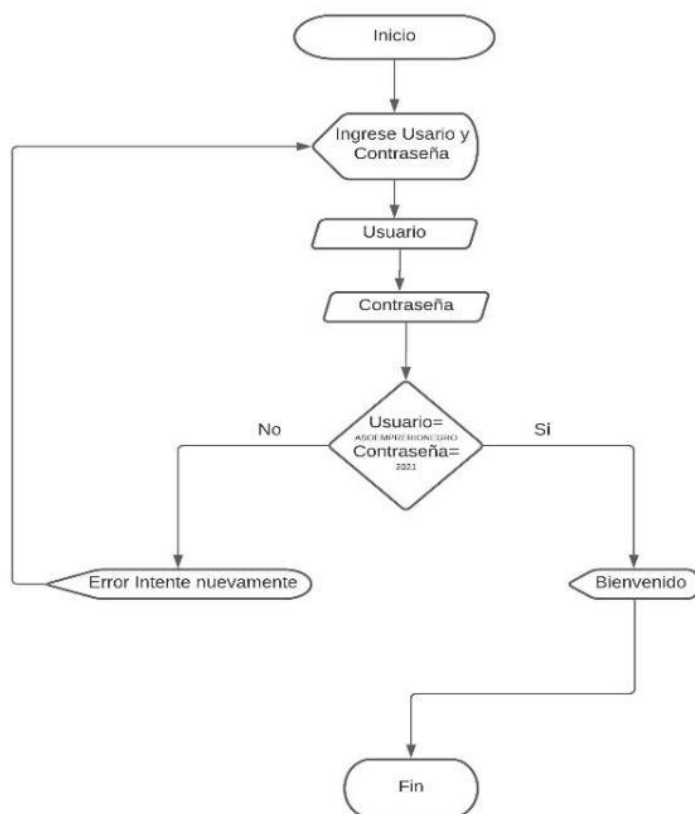 Inicio
Ingrese Usario y
Contraseña
Usuario
Contraseña
Usuario=
ASOEMPRERIONEGRO
Contraseña=
2021
No
Si
Error Intente nuevamente
Bienvenido
Fin